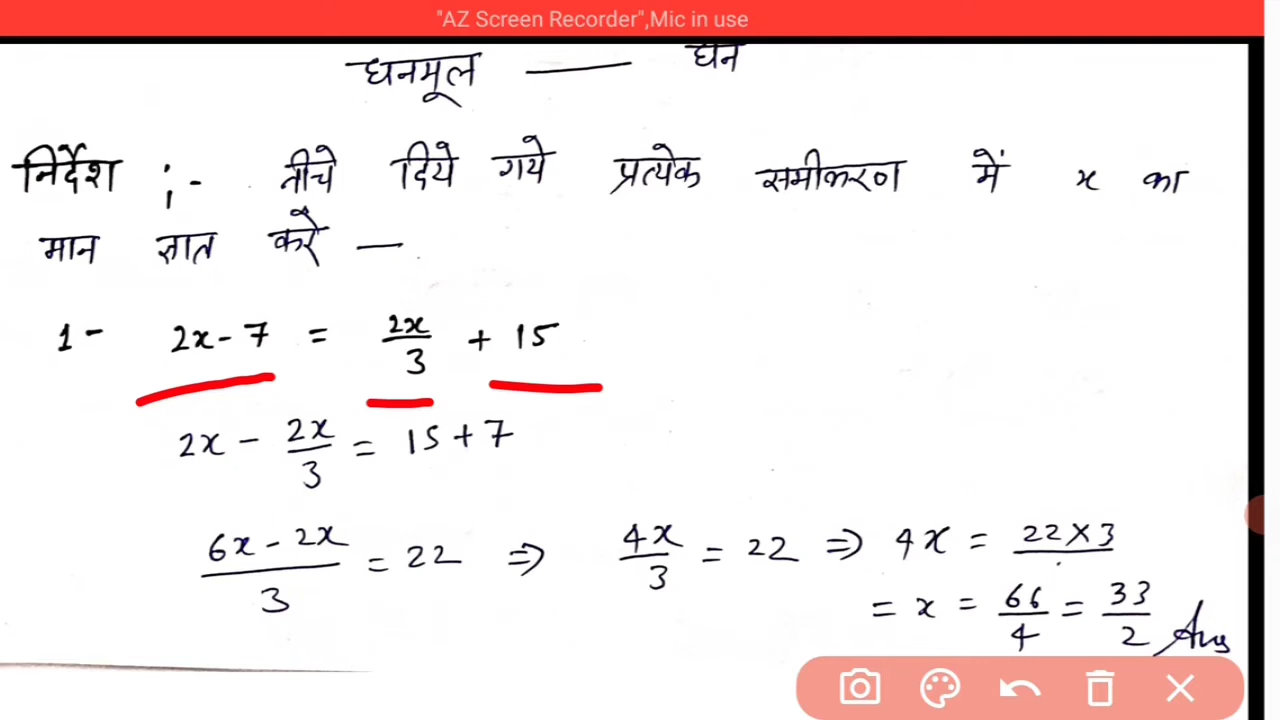 "AZ Screen Recorder",Mic in use
घनमूल — घन
निर्देश ;- नीचे दिये गये प्रत्येक समीकरण में x का
मान ज्ञात करे —
1- 2x - 7 = 2x/3 + 15
2x - 2x/3 = 15 + 7
(6x - 2x)/3 = 22 ⇒ 4x/3 = 22 ⇒ 4x = 22×3
= x = 66/4 = 33/2 Ans